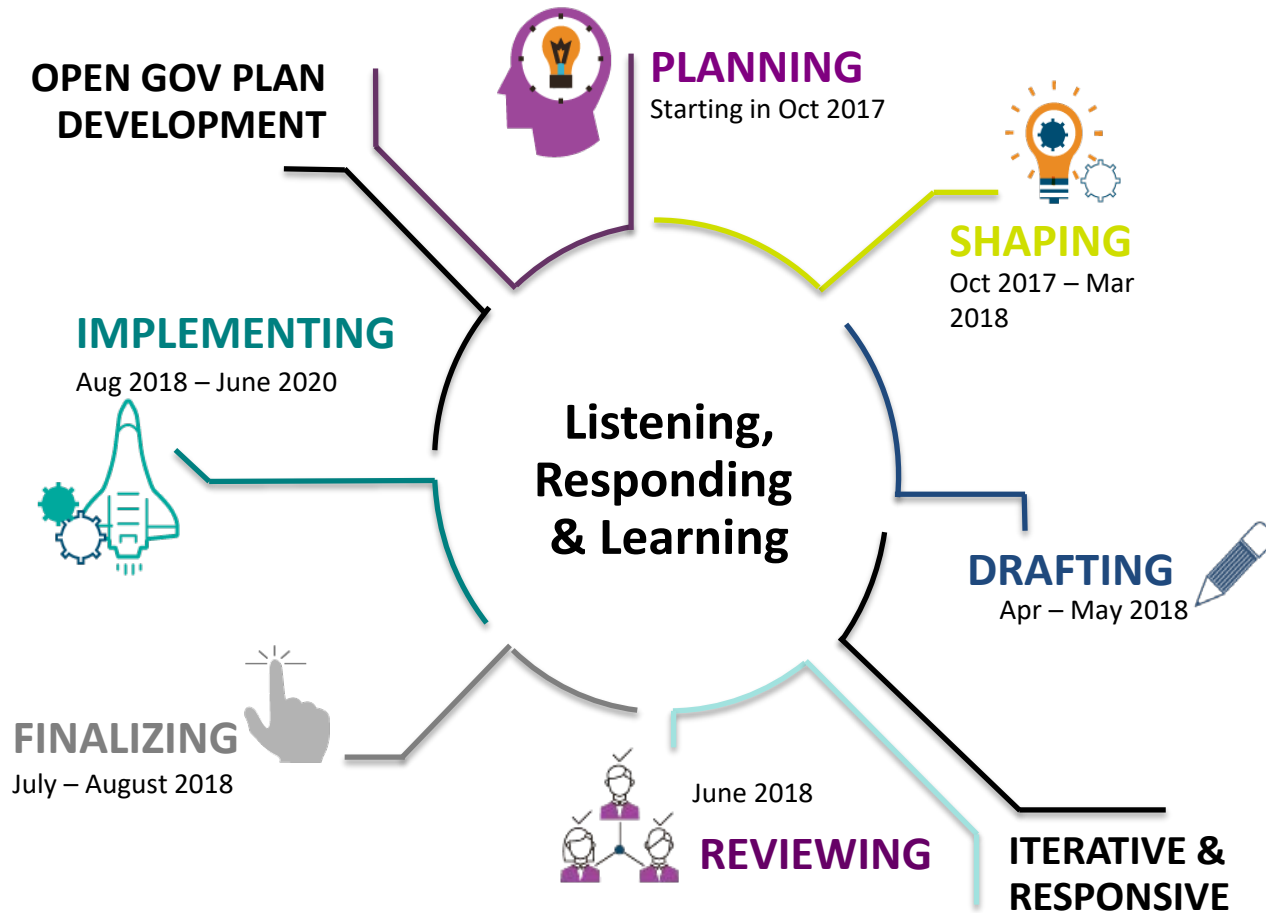 OPEN GOV PLAN
DEVELOPMENT
PLANNING
Starting in Oct 2017
SHAPING
Oct 2017 – Mar
2018
IMPLEMENTING
Aug 2018 – June 2020
Listening,
Responding
& Learning
DRAFTING
Apr – May 2018
FINALIZING
July – August 2018
June 2018
REVIEWING
ITERATIVE &
RESPONSIVE